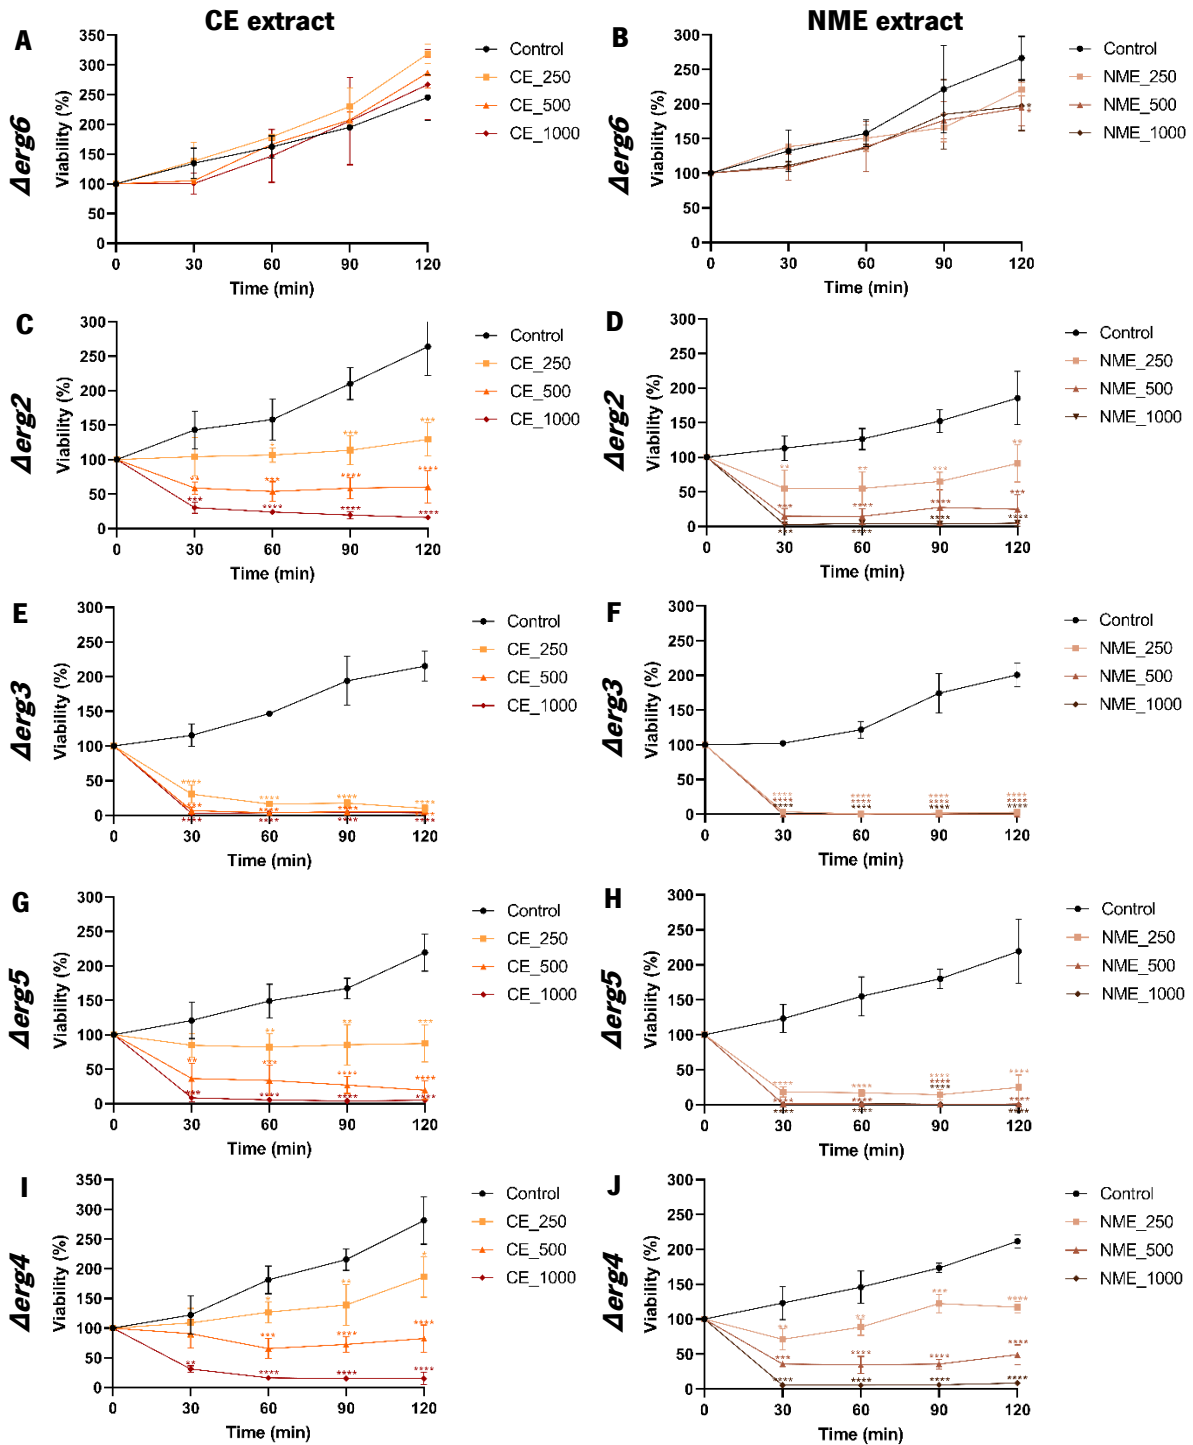 CE extract
NME extract
A
Δerg6
Viability (%)
350
300
250
200
150
100
50
0
0 30 60 90 120
Time (min)
Control
CE_250
CE_500
CE_1000
B
Δerg6
Viability (%)
300
250
200
150
100
50
0
0 30 60 90 120
Time (min)
Control
NME_250
NME_500
NME_1000
C
Δerg2
Viability (%)
300
250
200
150
100
50
0
0 30 60 90 120
Time (min)
Control
CE_250
CE_500
CE_1000
D
Δerg2
Viability (%)
300
250
200
150
100
50
0
0 30 60 90 120
Time (min)
Control
NME_250
NME_500
NME_1000
E
Δerg3
Viability (%)
300
250
200
150
100
50
0
0 30 60 90 120
Time (min)
Control
CE_250
CE_500
CE_1000
F
Δerg3
Viability (%)
300
250
200
150
100
50
0
0 30 60 90 120
Time (min)
Control
NME_250
NME_500
NME_1000
G
Δerg5
Viability (%)
300
250
200
150
100
50
0
0 30 60 90 120
Time (min)
Control
CE_250
CE_500
CE_1000
H
Δerg5
Viability (%)
300
250
200
150
100
50
0
0 30 60 90 120
Time (min)
Control
NME_250
NME_500
NME_1000
I
Δerg4
Viability (%)
350
300
250
200
150
100
50
0
0 30 60 90 120
Time (min)
Control
CE_250
CE_500
CE_1000
J
Δerg4
Viability (%)
300
250
200
150
100
50
0
0 30 60 90 120
Time (min)
Control
NME_250
NME_500
NME_1000